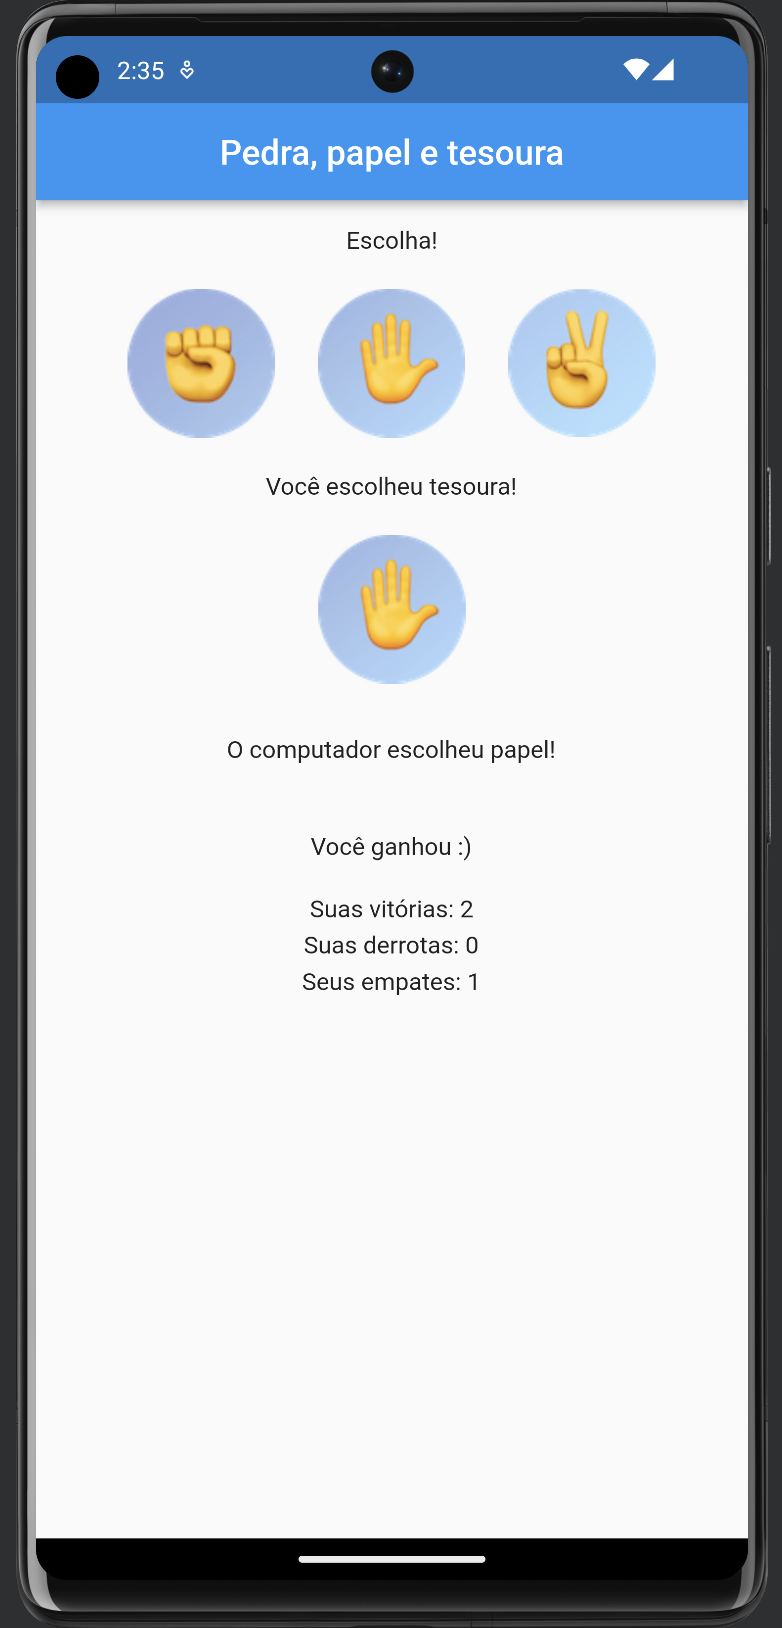 2:35
Pedra, papel e tesoura
Escolha!
Você escolheu tesoura!
O computador escolheu papel!
Você ganhou :)
Suas vitórias: 2
Suas derrotas: 0
Seus empates: 1